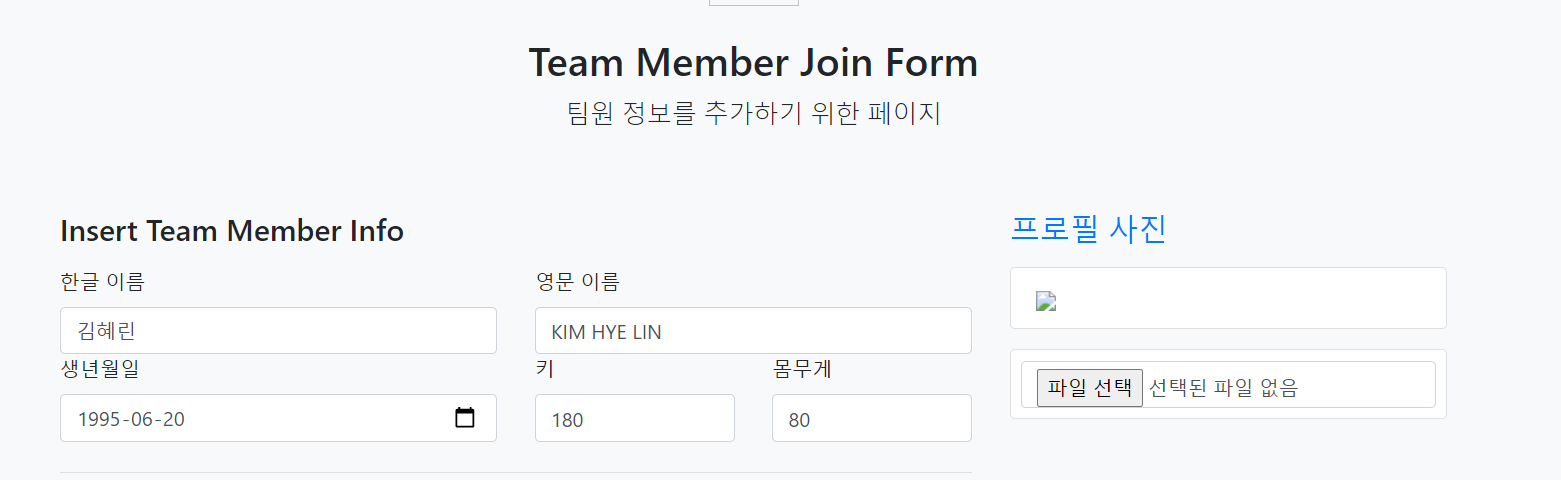 Team Member Join Form
팀원 정보를 추가하기 위한 페이지
Insert Team Member Info
한글 이름
영문 이름
김혜린
KIM HYE LIN
생년월일
키
몸무게
1995-06-20
180
80
프로필 사진
파일 선택 선택된 파일 없음